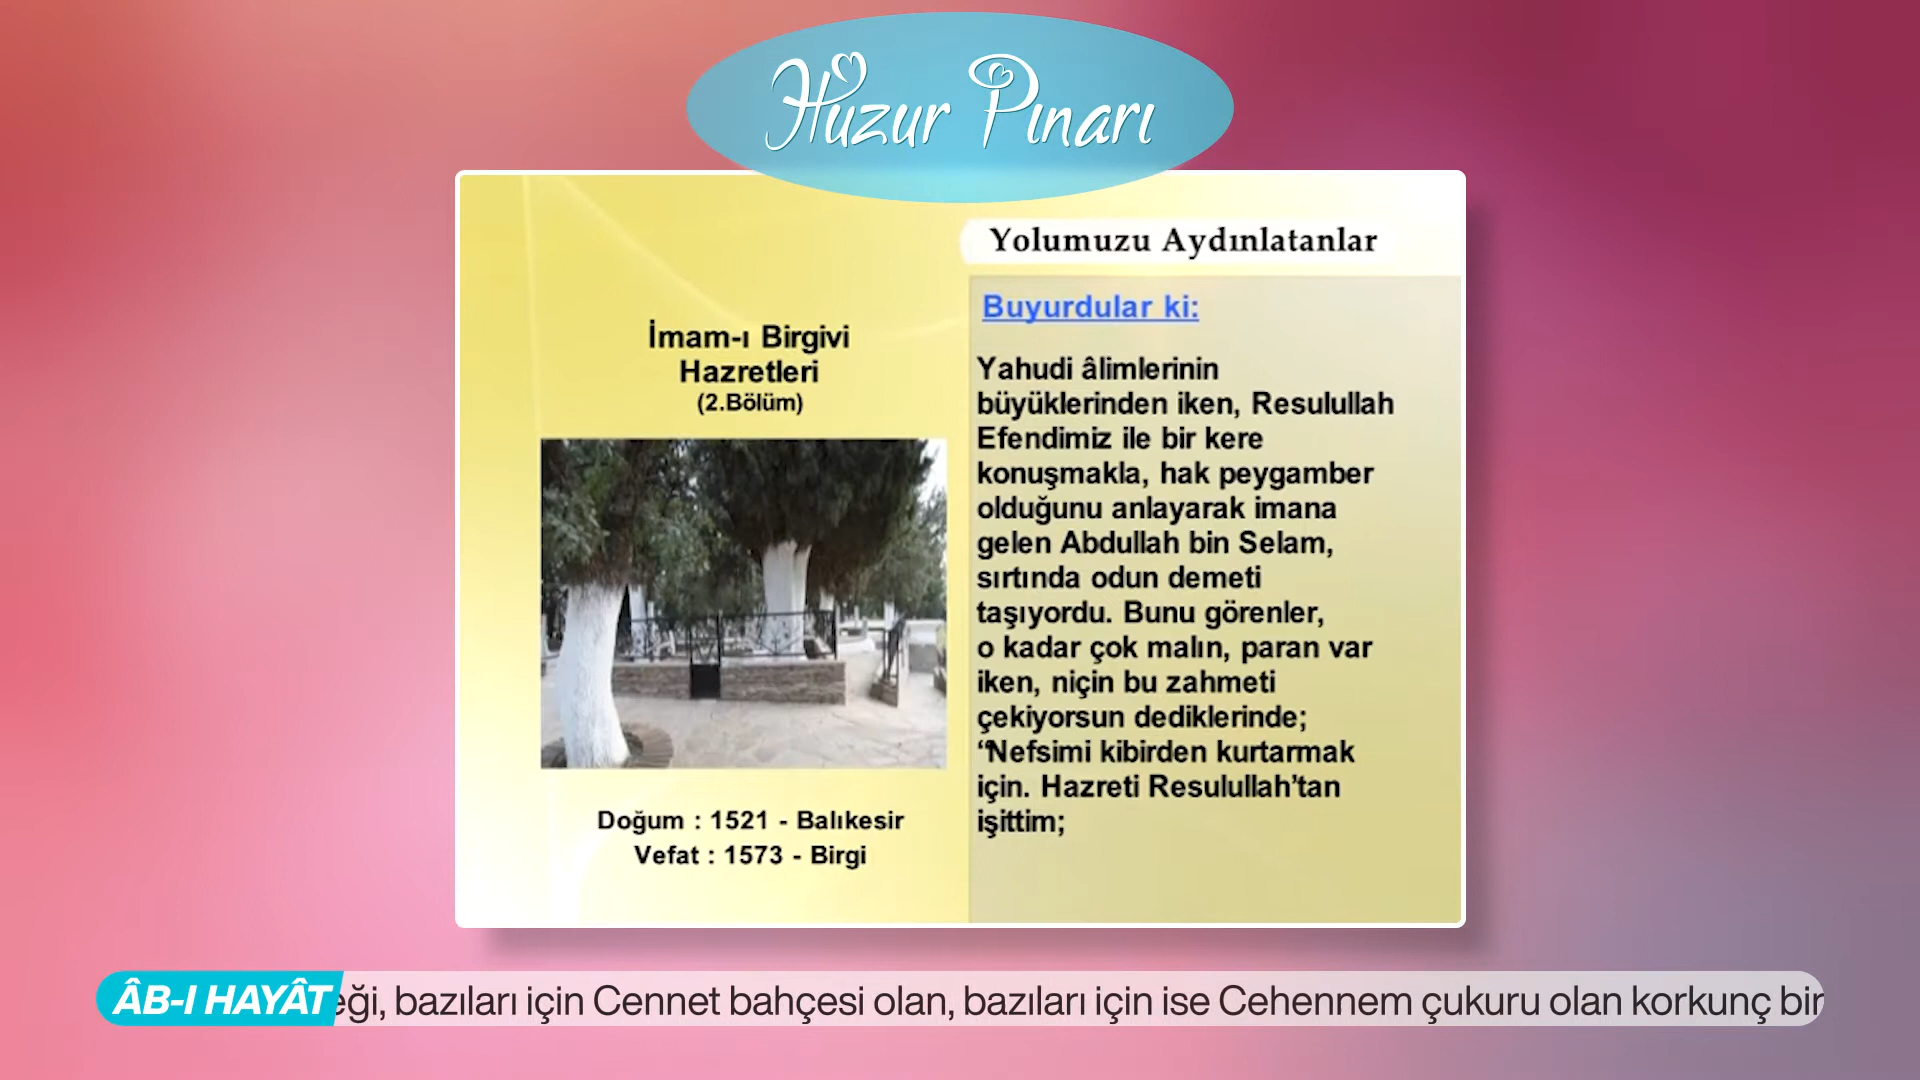 Huzur Pınarı
Yolumuzu Aydınlatanlar
İmam-ı Birgivi
Hazretleri
(2.Bölüm)
Doğum : 1521 - Balıkesir
Vefat : 1573 - Birgi
Buyurdular ki:
Yahudi âlimlerinin
büyüklerinden iken, Resulullah
Efendimiz ile bir kere
konuşmakla, hak peygamber
olduğunu anlayarak imana
gelen Abdullah bin Selam,
sırtında odun demeti
taşıyordu. Bunu görenler,
o kadar çok malın, paran var
iken, niçin bu zahmeti
çekiyorsun dediklerinde;
“Nefsimi kibirden kurtarmak
için. Hazreti Resulullah’tan
işittim;
ÂB-I HAYÂT
bazıları için Cennet bahçesi olan, bazıları için ise Cehennem çukuru olan korkunç bir